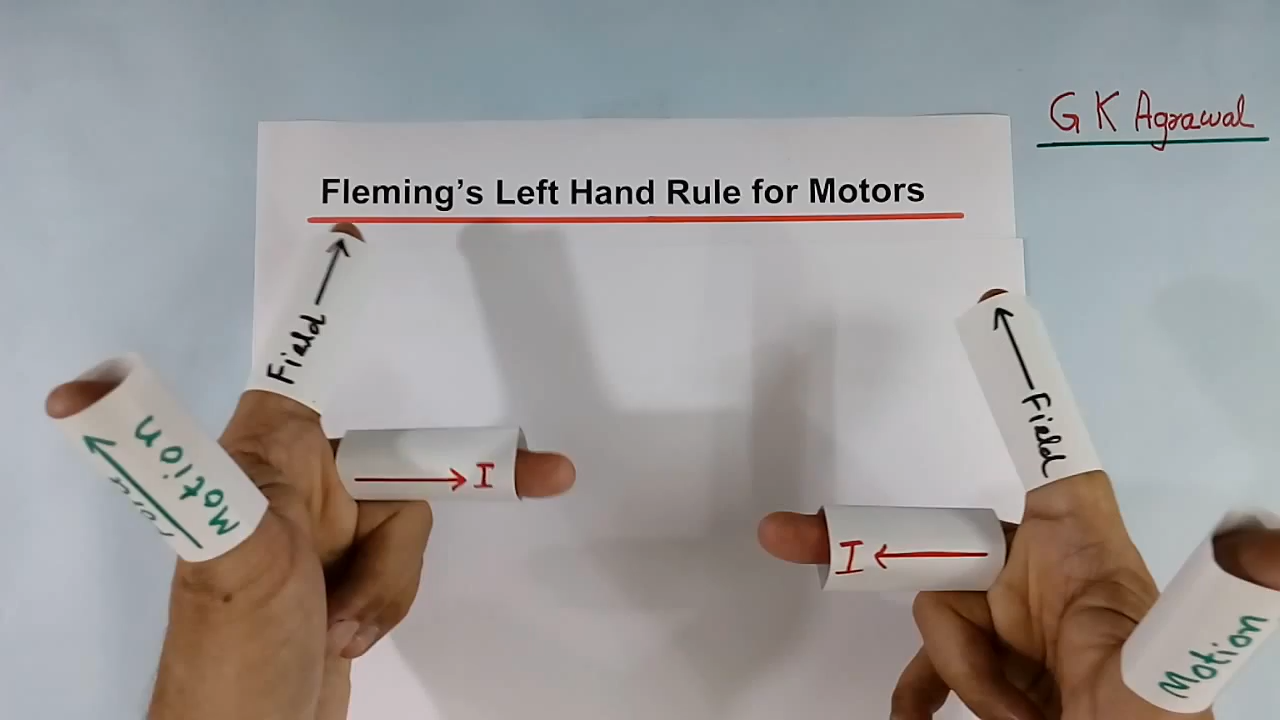 G K Agrawal
Fleming's Left Hand Rule for Motors
Field
Field
Motion
I
I
Motion